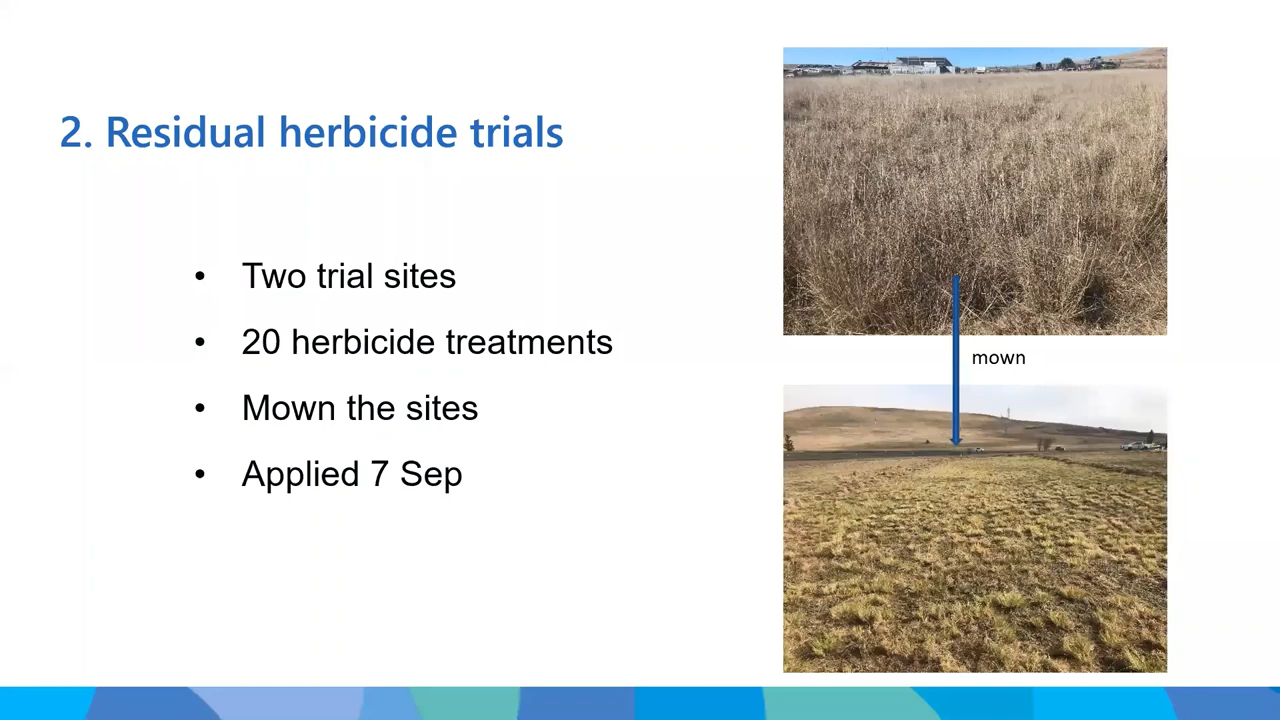 2. Residual herbicide trials
• Two trial sites
• 20 herbicide treatments
• Mown the sites
• Applied 7 Sep
mown